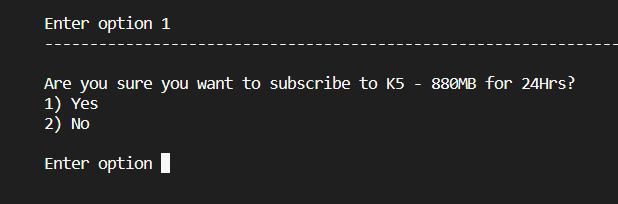 Enter option 1
----------------------------------------------------------------------
Are you sure you want to subscribe to K5 - 880MB for 24Hrs?
1) Yes
2) No
Enter option